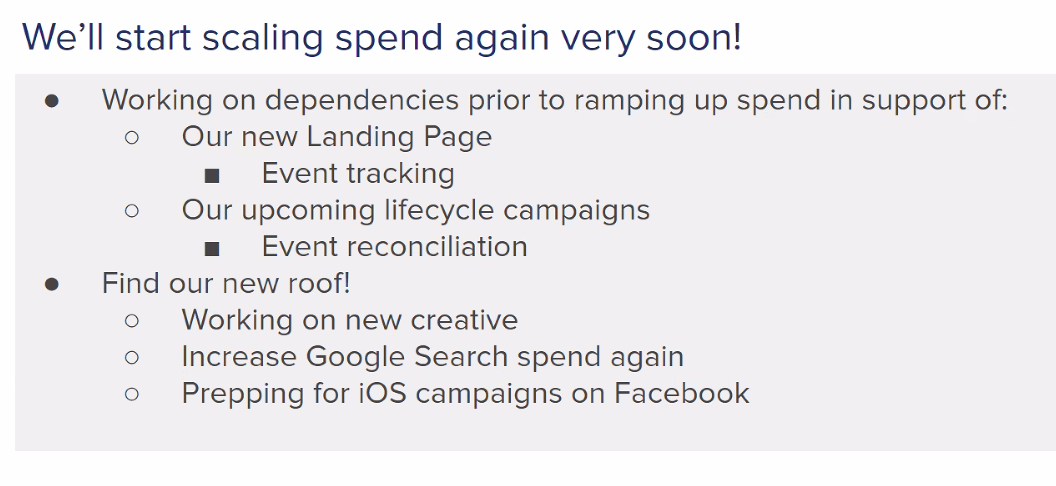 We'll start scaling spend again very soon!
● Working on dependencies prior to ramping up spend in support of:
○ Our new Landing Page
■ Event tracking
○ Our upcoming lifecycle campaigns
■ Event reconciliation
● Find our new roof!
○ Working on new creative
○ Increase Google Search spend again
○ Prepping for iOS campaigns on Facebook